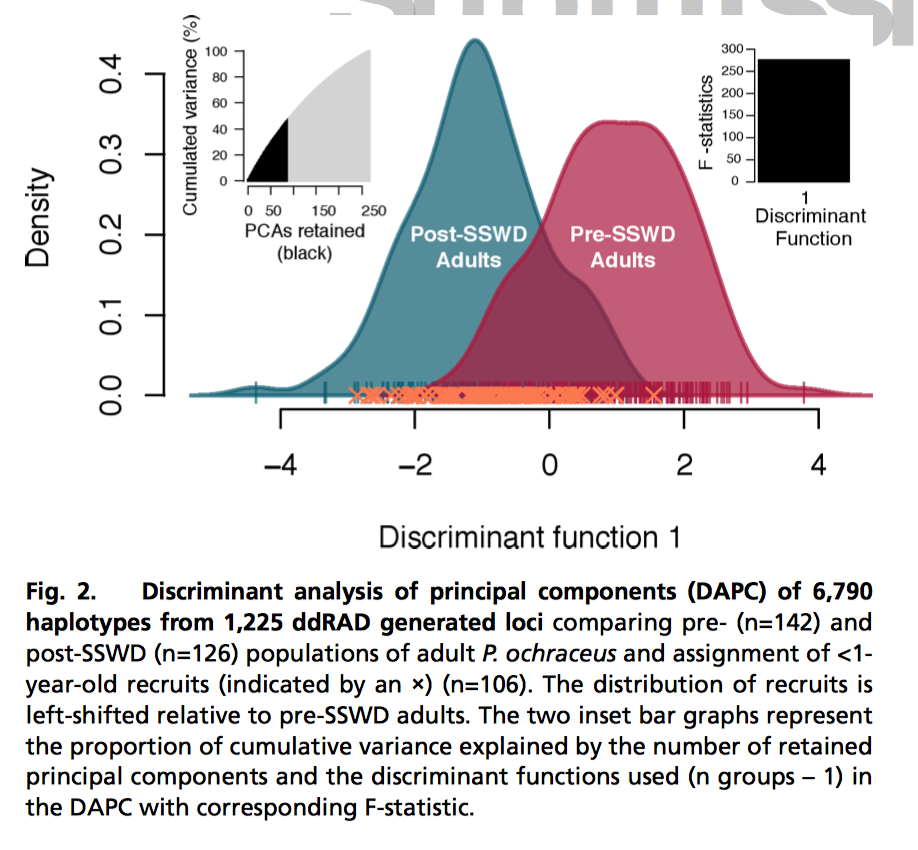 Cumulated variance (%)
100
80
60
40
20
0
0 50 150 250
PCAs retained
(black)
F -statistics
300
250
200
150
100
50
0
1
Discriminant
Function
Density
0.4
0.3
0.2
0.1
0.0
Post-SSWD
Adults
Pre-SSWD
Adults
−4 −2 0 2 4
Discriminant function 1
Fig. 2. Discriminant analysis of principal components (DAPC) of 6,790
haplotypes from 1,225 ddRAD generated loci comparing pre- (n=142) and
post-SSWD (n=126) populations of adult P. ochraceus and assignment of <1-
year-old recruits (indicated by an ×) (n=106). The distribution of recruits is
left-shifted relative to pre-SSWD adults. The two inset bar graphs represent
the proportion of cumulative variance explained by the number of retained
principal components and the discriminant functions used (n groups – 1) in
the DAPC with corresponding F-statistic.